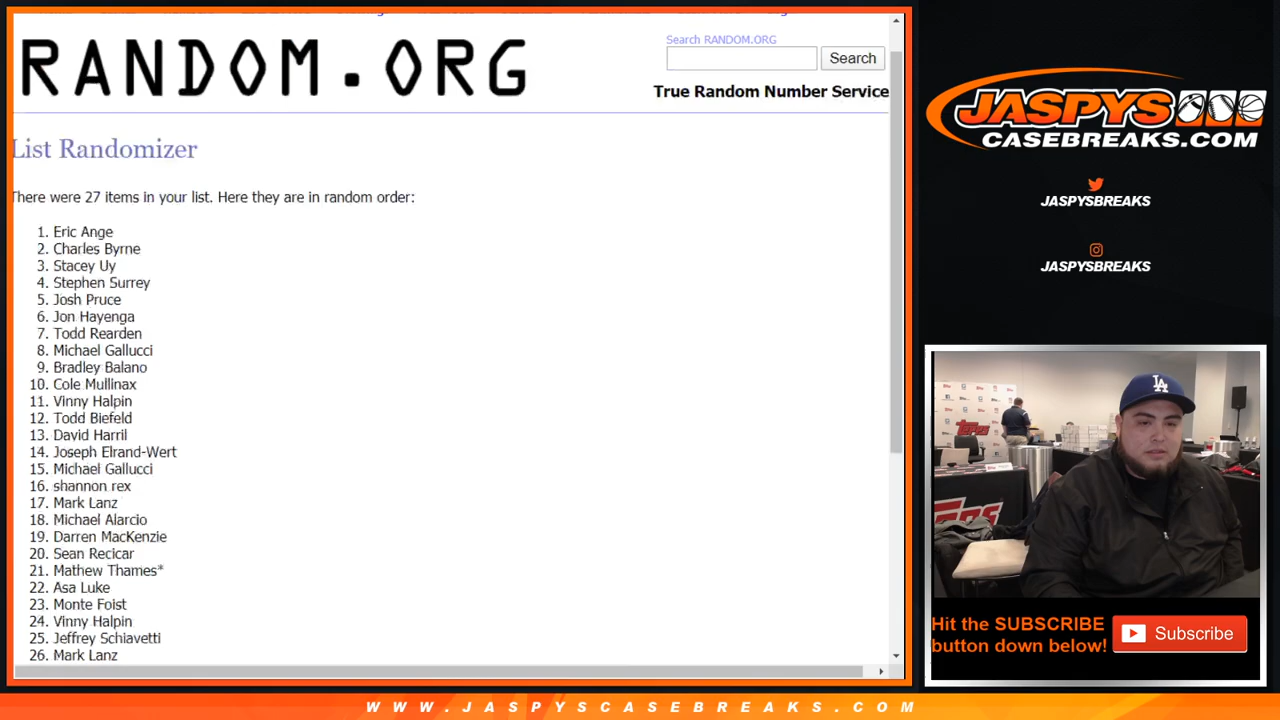 RANDOM.ORG
Search RANDOM.ORG
Search
True Random Number Service
List Randomizer
There were 27 items in your list. Here they are in random order:
1. Eric Ange
2. Charles Byrne
3. Stacey Uy
4. Stephen Surrey
5. Josh Pruce
6. Jon Hayenga
7. Todd Rearden
8. Michael Gallucci
9. Bradley Balano
10. Cole Mullinax
11. Vinny Halpin
12. Todd Biefeld
13. David Harril
14. Joseph Elrand-Wert
15. Michael Gallucci
16. shannon rex
17. Mark Lanz
18. Michael Alarcio
19. Darren MacKenzie
20. Sean Recicar
21. Mathew Thames*
22. Asa Luke
23. Monte Foist
24. Vinny Halpin
25. Jeffrey Schiavetti
26. Mark Lanz
JASPYS
CASEBREAKS.COM
JASPYSBREAKS
JASPYSBREAKS
LA
Topps
Topps
Hit the SUBSCRIBE
button down below!
Subscribe
WWW.JASPYSCASEBREAKS.COM